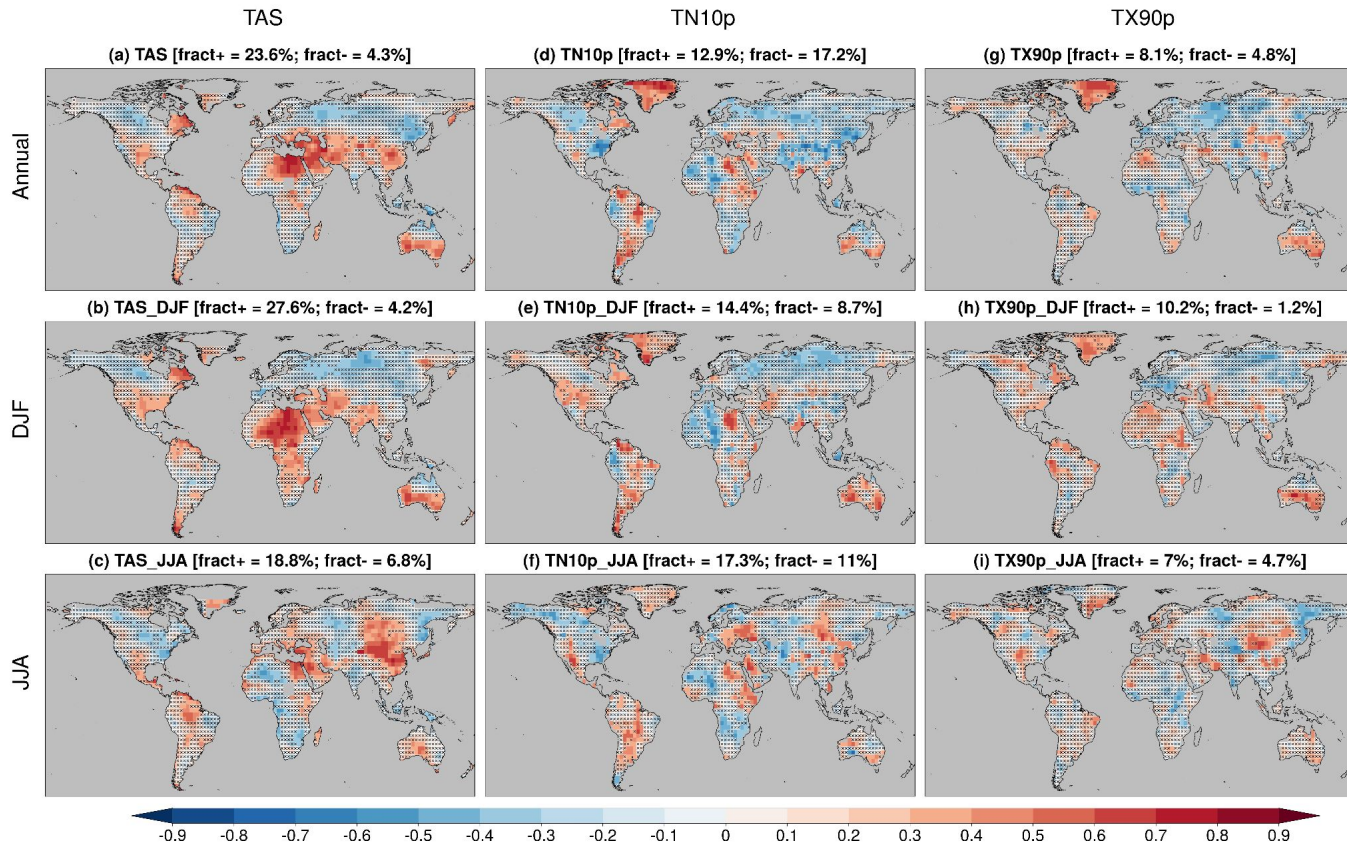 TAS
TN10p
TX90p
Annual
(a) TAS [fract+ = 23.6%; fract- = 4.3%]
(d) TN10p [fract+ = 12.9%; fract- = 17.2%]
(g) TX90p [fract+ = 8.1%; fract- = 4.8%]
DJF
(b) TAS_DJF [fract+ = 27.6%; fract- = 4.2%]
(e) TN10p_DJF [fract+ = 14.4%; fract- = 8.7%]
(h) TX90p_DJF [fract+ = 10.2%; fract- = 1.2%]
JJA
(c) TAS_JJA [fract+ = 18.8%; fract- = 6.8%]
(f) TN10p_JJA [fract+ = 17.3%; fract- = 11%]
(i) TX90p_JJA [fract+ = 7%; fract- = 4.7%]
-0.9 -0.8 -0.7 -0.6 -0.5 -0.4 -0.3 -0.2 -0.1 0 0.1 0.2 0.3 0.4 0.5 0.6 0.7 0.8 0.9